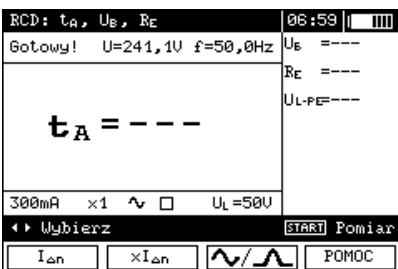 RCD: tA, UB, RE 06:59
Gotowy! U=241,1V f=50,0Hz
UB =---
RE =---
UL-PE=---
tA=---
300mA ×1 UL=50V
Wybierz START Pomiar
IΔn ×IΔn POMOC